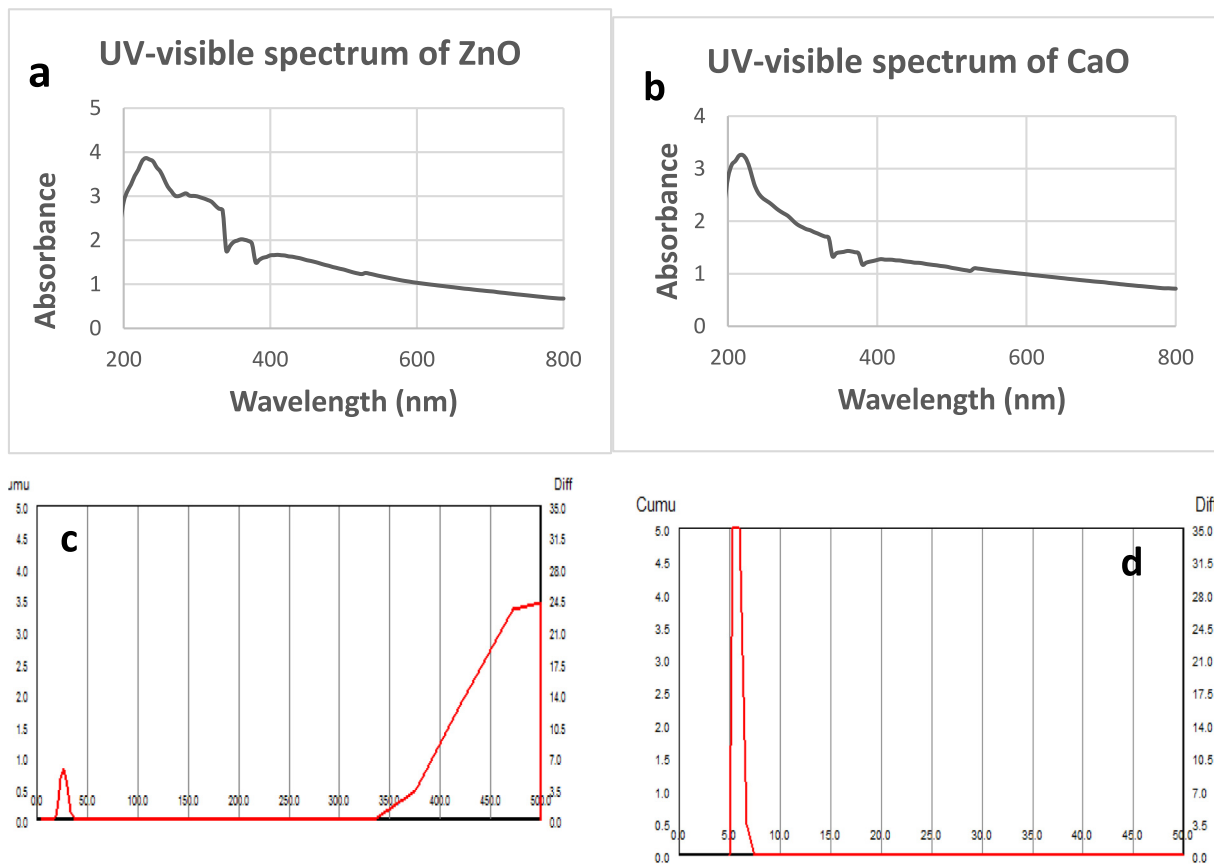 UV-visible spectrum of ZnO
a
5
4
3
2
1
0
200 400 600 800
Absorbance
Wavelength (nm)
UV-visible spectrum of CaO
b
4
3
2
1
0
200 400 600 800
Absorbance
Wavelength (nm)
umu Diff
c
5.0 35.0
4.5 31.5
4.0 28.0
3.5 24.5
3.0 21.0
2.5 17.5
2.0 14.0
1.5 10.5
1.0 7.0
0.5 3.5
0.0 0.0
0.0 50.0 100.0 150.0 200.0 250.0 300.0 350.0 400.0 450.0 500.0
Cumu Diff
d
5.0 35.0
4.5 31.5
4.0 28.0
3.5 24.5
3.0 21.0
2.5 17.5
2.0 14.0
1.5 10.5
1.0 7.0
0.5 3.5
0.0 0.0
0.0 5.0 10.0 15.0 20.0 25.0 30.0 35.0 40.0 45.0 50.0